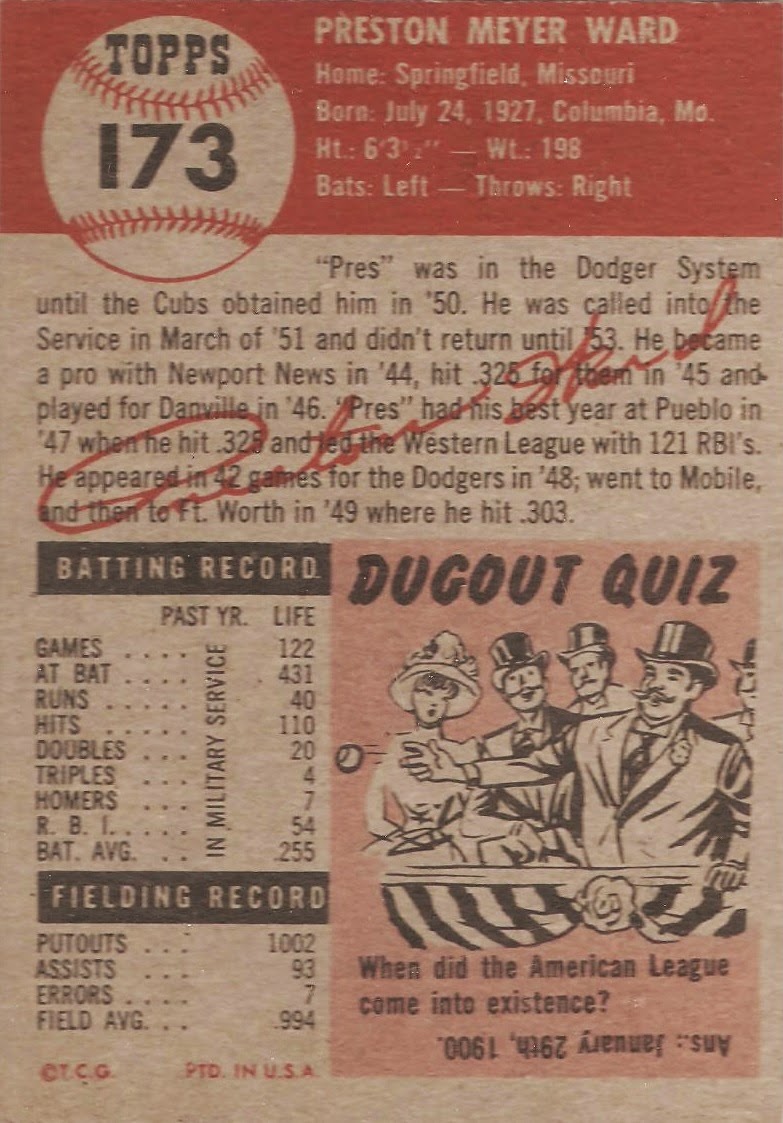 TOPPS
173
PRESTON MEYER WARD
Home: Springfield, Missouri
Born: July 24, 1927, Columbia, Mo.
Ht.: 6'3½" — Wt.: 198
Bats: Left — Throws: Right
"Pres" was in the Dodger System
until the Cubs obtained him in '50. He was called into the
Service in March of '51 and didn't return until '53. He became
a pro with Newport News in '44, hit .325 for them in '45 and
played for Danville in '46. "Pres" had his best year at Pueblo in
'47 when he hit .325 and led the Western League with 121 RBI's.
He appeared in 42 games for the Dodgers in '48; went to Mobile,
and then to Ft. Worth in '49 where he hit .303.
Preston Ward
BATTING RECORD
PAST YR. LIFE
GAMES .... 122
AT BAT .... 431
RUNS ..... 40
HITS ..... 110
DOUBLES ... 20
TRIPLES ... 4
HOMERS ... 7
R. B. I. .... 54
BAT. AVG. .. .255
IN MILITARY SERVICE
FIELDING RECORD
PUTOUTS ... 1002
ASSISTS ... 93
ERRORS .... 7
FIELD AVG. .. .994
©T.C.G. PTD. IN U.S.A.
DUGOUT QUIZ
When did the American League
come into existence?
Ans.: January 29th, 1900.